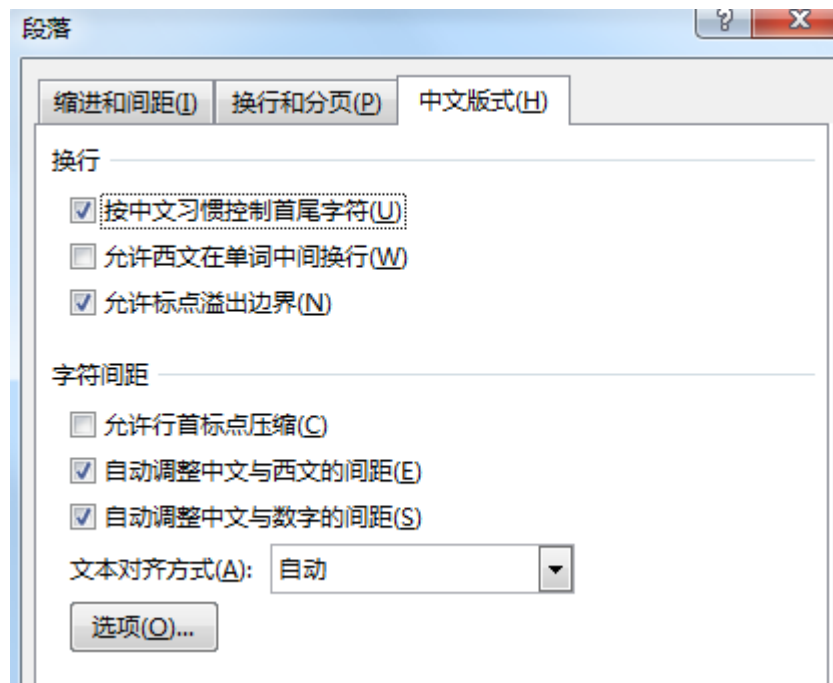 段落
缩进和间距(I) 换行和分页(P) 中文版式(H)
换行
按中文习惯控制首尾字符(U)
允许西文在单词中间换行(W)
允许标点溢出边界(N)
字符间距
允许行首标点压缩(C)
自动调整中文与西文的间距(E)
自动调整中文与数字的间距(S)
文本对齐方式(A): 自动
选项(O)...